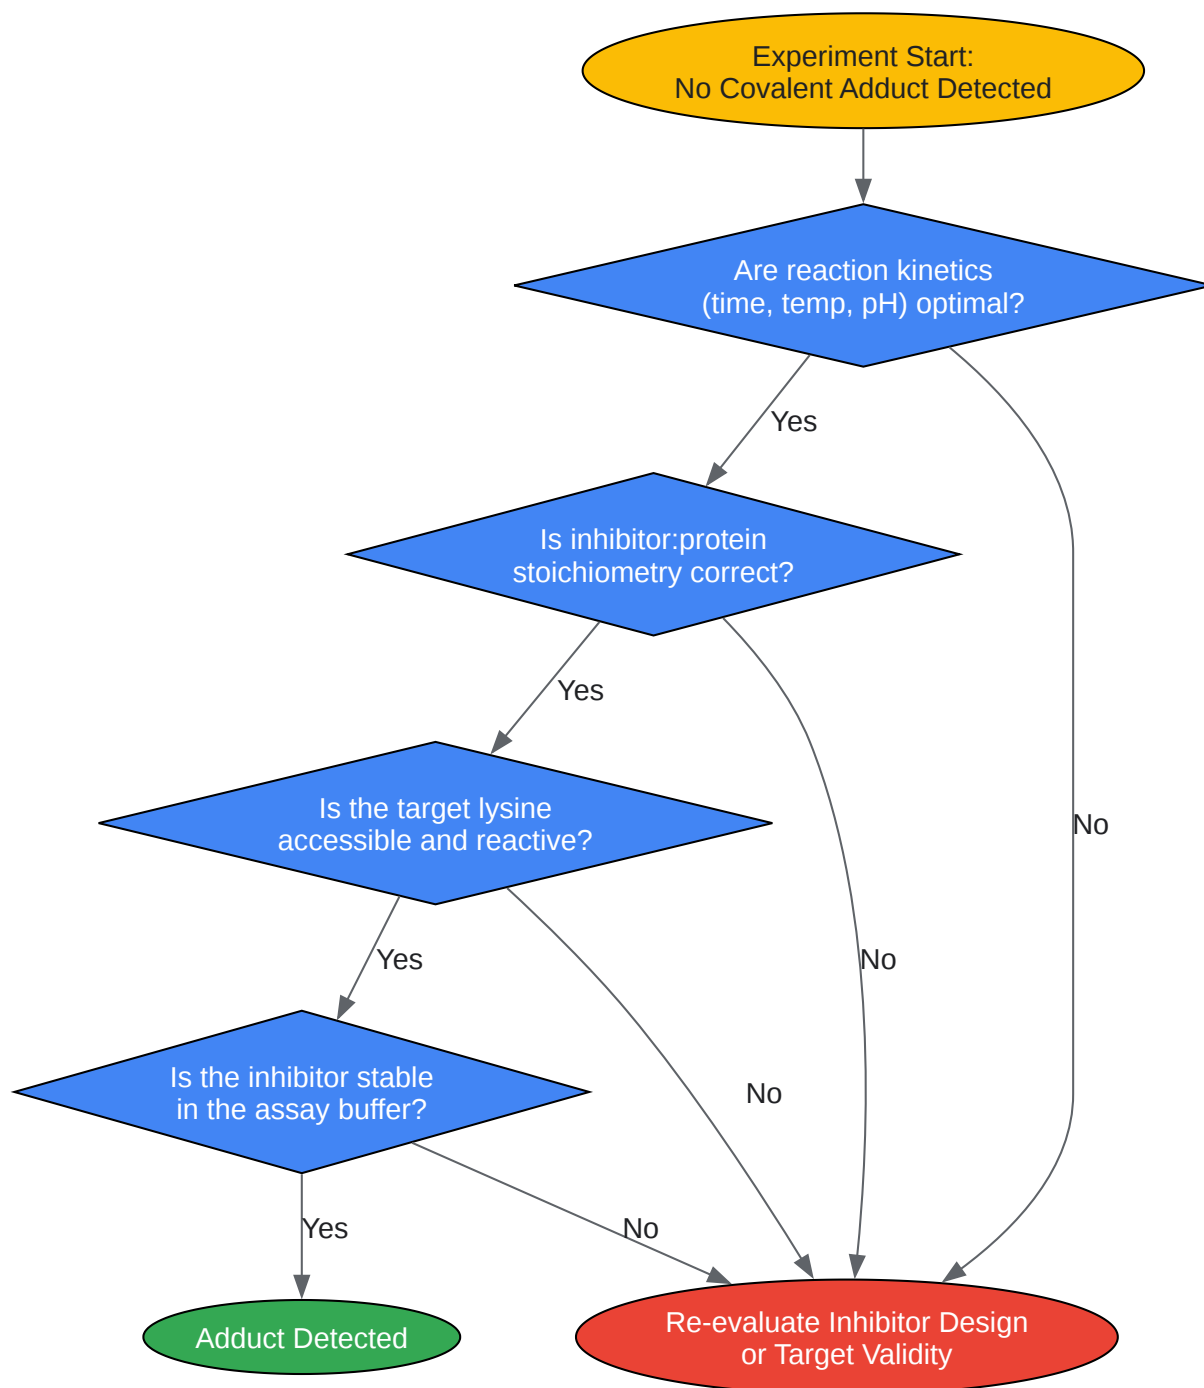 Experiment Start:
No Covalent Adduct Detected
Are reaction kinetics
(time, temp, pH) optimal?
Yes
Is inhibitor:protein
stoichiometry correct?
Yes
Is the target lysine
accessible and reactive?
No
Yes
No
Is the inhibitor stable
in the assay buffer?
No
Yes
No
Adduct Detected
Re-evaluate Inhibitor Design
or Target Validity